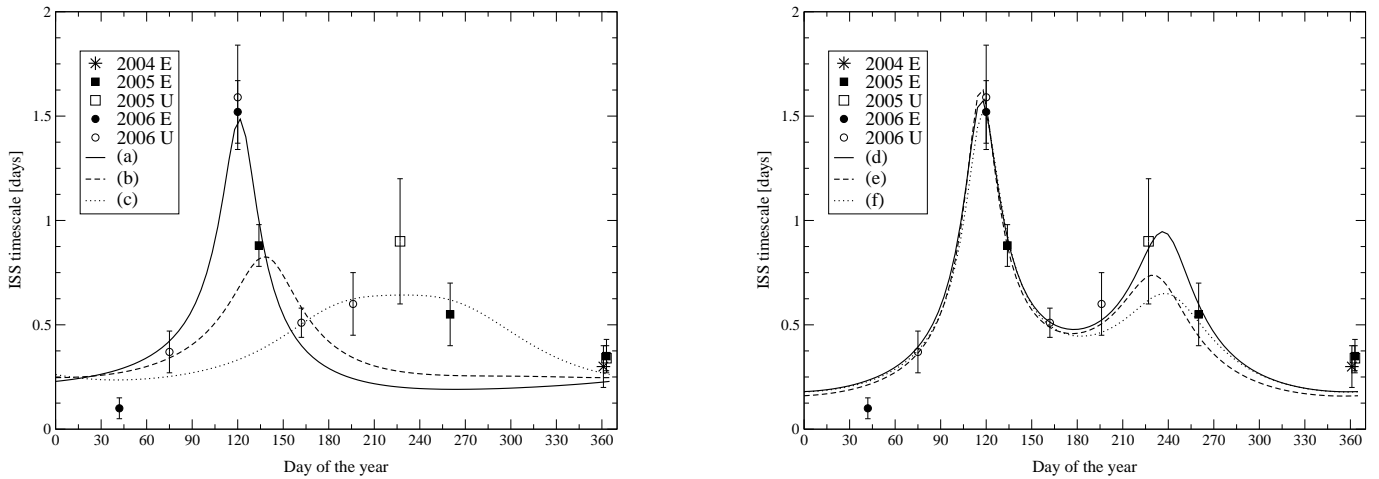 2
1.5
1
0.5
0
0 30 60 90 120 150 180 210 240 270 300 330 360
Day of the year
ISS timescale [days]
2004 E
2005 E
2005 U
2006 E
2006 U
(a)
(b)
(c)
2
1.5
1
0.5
0
0 30 60 90 120 150 180 210 240 270 300 330 360
Day of the year
ISS timescale [days]
2004 E
2005 E
2005 U
2006 E
2006 U
(d)
(e)
(f)